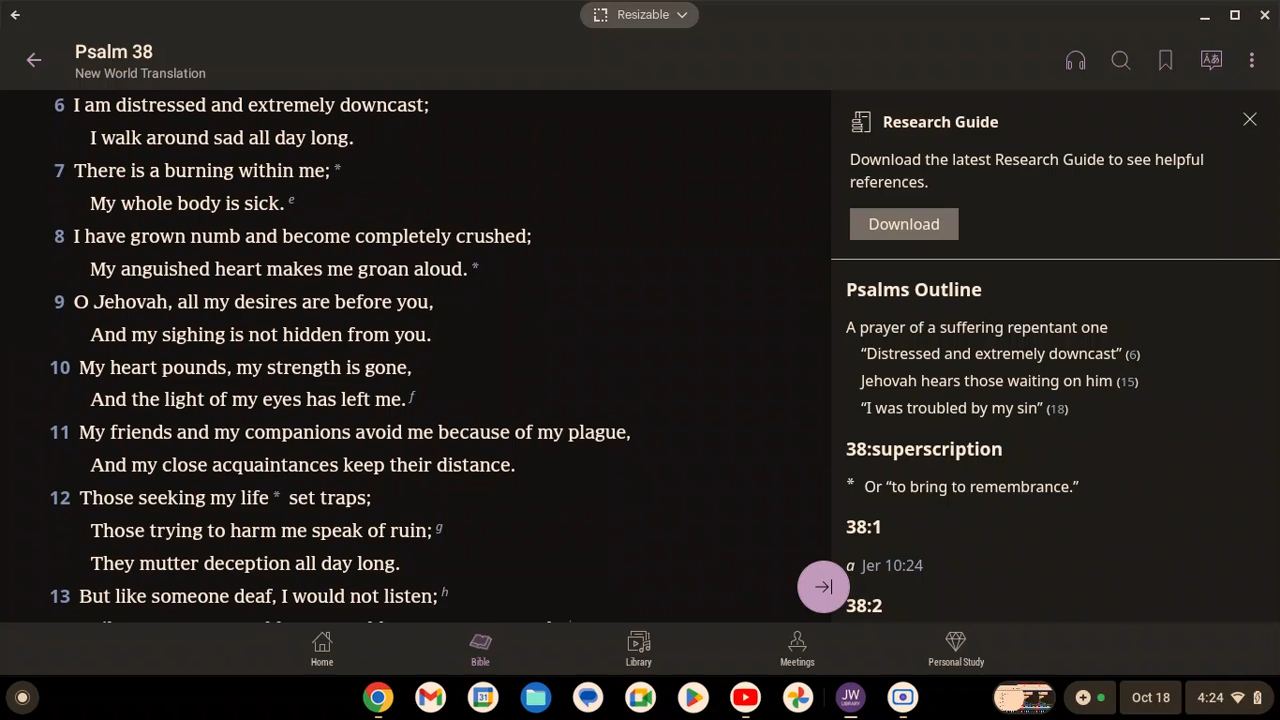 Resizable
Psalm 38
New World Translation
6 I am distressed and extremely downcast;
I walk around sad all day long.
7 There is a burning within me; *
My whole body is sick. e
8 I have grown numb and become completely crushed;
My anguished heart makes me groan aloud. *
9 O Jehovah, all my desires are before you,
And my sighing is not hidden from you.
10 My heart pounds, my strength is gone,
And the light of my eyes has left me. f
11 My friends and my companions avoid me because of my plague,
And my close acquaintances keep their distance.
12 Those seeking my life * set traps;
Those trying to harm me speak of ruin; g
They mutter deception all day long.
13 But like someone deaf, I would not listen; h
Research Guide
Download the latest Research Guide to see helpful
references.
Download
Psalms Outline
A prayer of a suffering repentant one
“Distressed and extremely downcast” (6)
Jehovah hears those waiting on him (15)
“I was troubled by my sin” (18)
38:superscription
* Or “to bring to remembrance.”
38:1
a Jer 10:24
38:2
Home
Bible
Library
Meetings
Personal Study
31
JW
LIBRARY
Oct 18
4:24